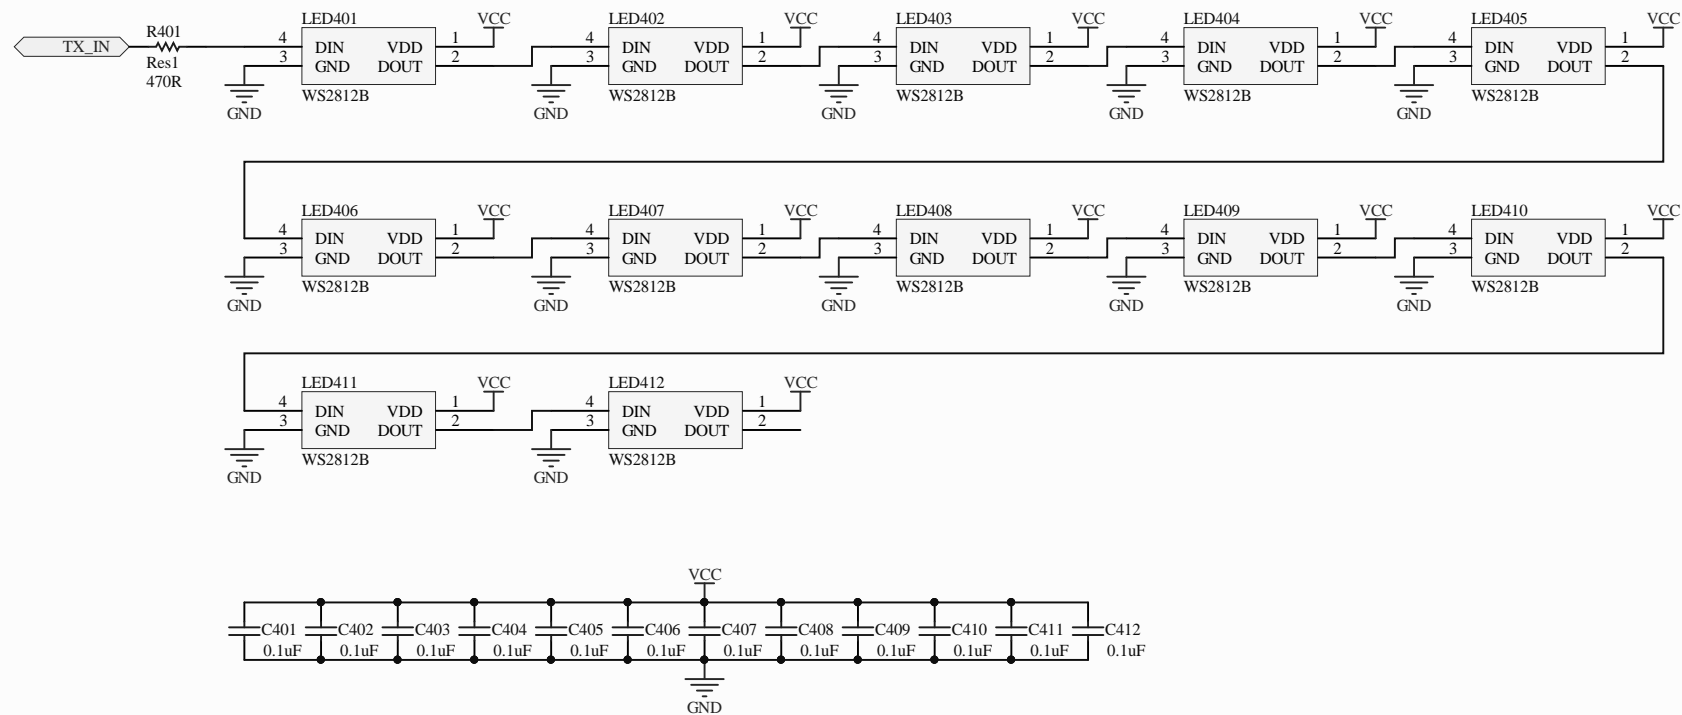 LED401 VCC LED402 VCC LED403 VCC LED404 VCC LED405 VCC
TX_IN R401 4 DIN VDD 1 4 DIN VDD 1 4 DIN VDD 1 4 DIN VDD 1 4 DIN VDD 1
3 GND DOUT 2 3 GND DOUT 2 3 GND DOUT 2 3 GND DOUT 2 3 GND DOUT 2
Res1
470R
WS2812B WS2812B WS2812B WS2812B WS2812B
GND GND GND GND GND
LED406 VCC LED407 VCC LED408 VCC LED409 VCC LED410 VCC
4 DIN VDD 1 4 DIN VDD 1 4 DIN VDD 1 4 DIN VDD 1 4 DIN VDD 1
3 GND DOUT 2 3 GND DOUT 2 3 GND DOUT 2 3 GND DOUT 2 3 GND DOUT 2
WS2812B WS2812B WS2812B WS2812B WS2812B
GND GND GND GND GND
LED411 VCC LED412 VCC
4 DIN VDD 1 4 DIN VDD 1
3 GND DOUT 2 3 GND DOUT 2
WS2812B WS2812B
GND GND
VCC
C401 C402 C403 C404 C405 C406 C407 C408 C409 C410 C411 C412
0.1uF 0.1uF 0.1uF 0.1uF 0.1uF 0.1uF 0.1uF 0.1uF 0.1uF 0.1uF 0.1uF 0.1uF
GND